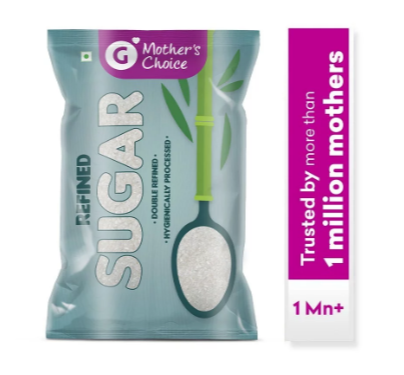 G Mother's
Choice
REFINED
SUGAR
• DOUBLE REFINED •
• HYGIENICALLY PROCESSED •
Trusted by more than
1 million mothers
1 Mn+